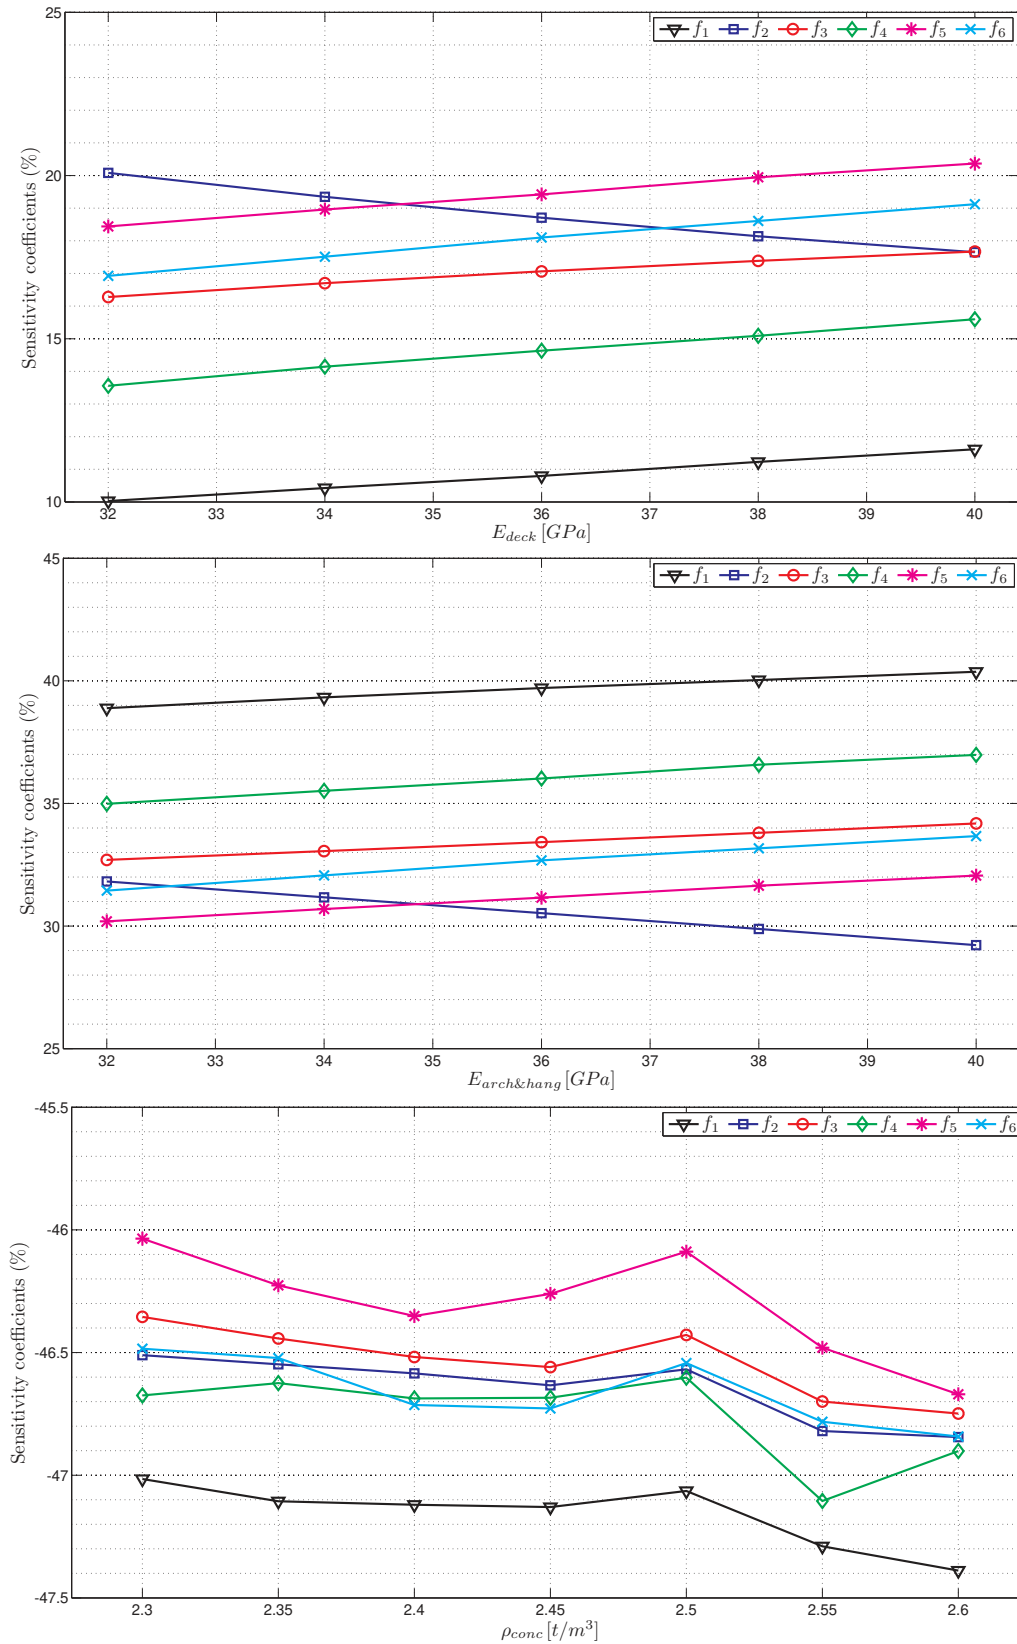 25
20
15
10
Sensitivity coefficients (%)
f1 f2 f3 f4 f5 f6
32 33 34 35 36 37 38 39 40
E_deck [GPa]
45
40
35
30
25
Sensitivity coefficients (%)
f1 f2 f3 f4 f5 f6
32 33 34 35 36 37 38 39 40
E_arch&hang [GPa]
-45.5
-46
-46.5
-47
-47.5
Sensitivity coefficients (%)
f1 f2 f3 f4 f5 f6
2.3 2.35 2.4 2.45 2.5 2.55 2.6
ρ_conc [t/m³]